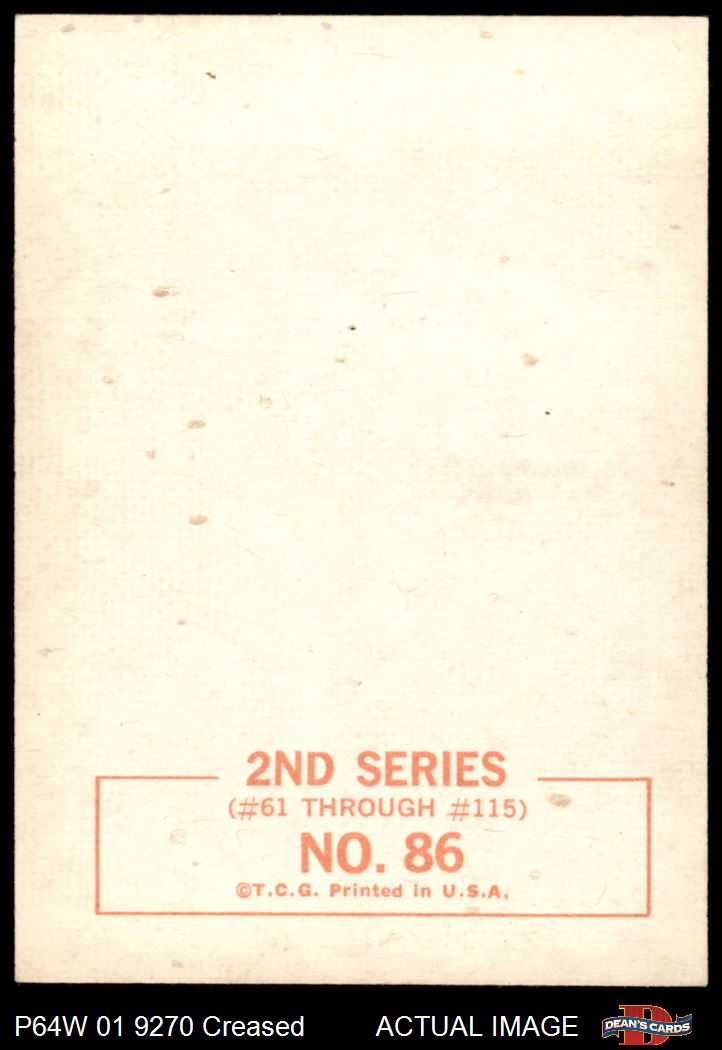 2ND SERIES
(#61 THROUGH #115)
NO. 86
©T.C.G. Printed in U.S.A.
P64W 01 9270 Creased
ACTUAL IMAGE
D
DEAN'S CARDS